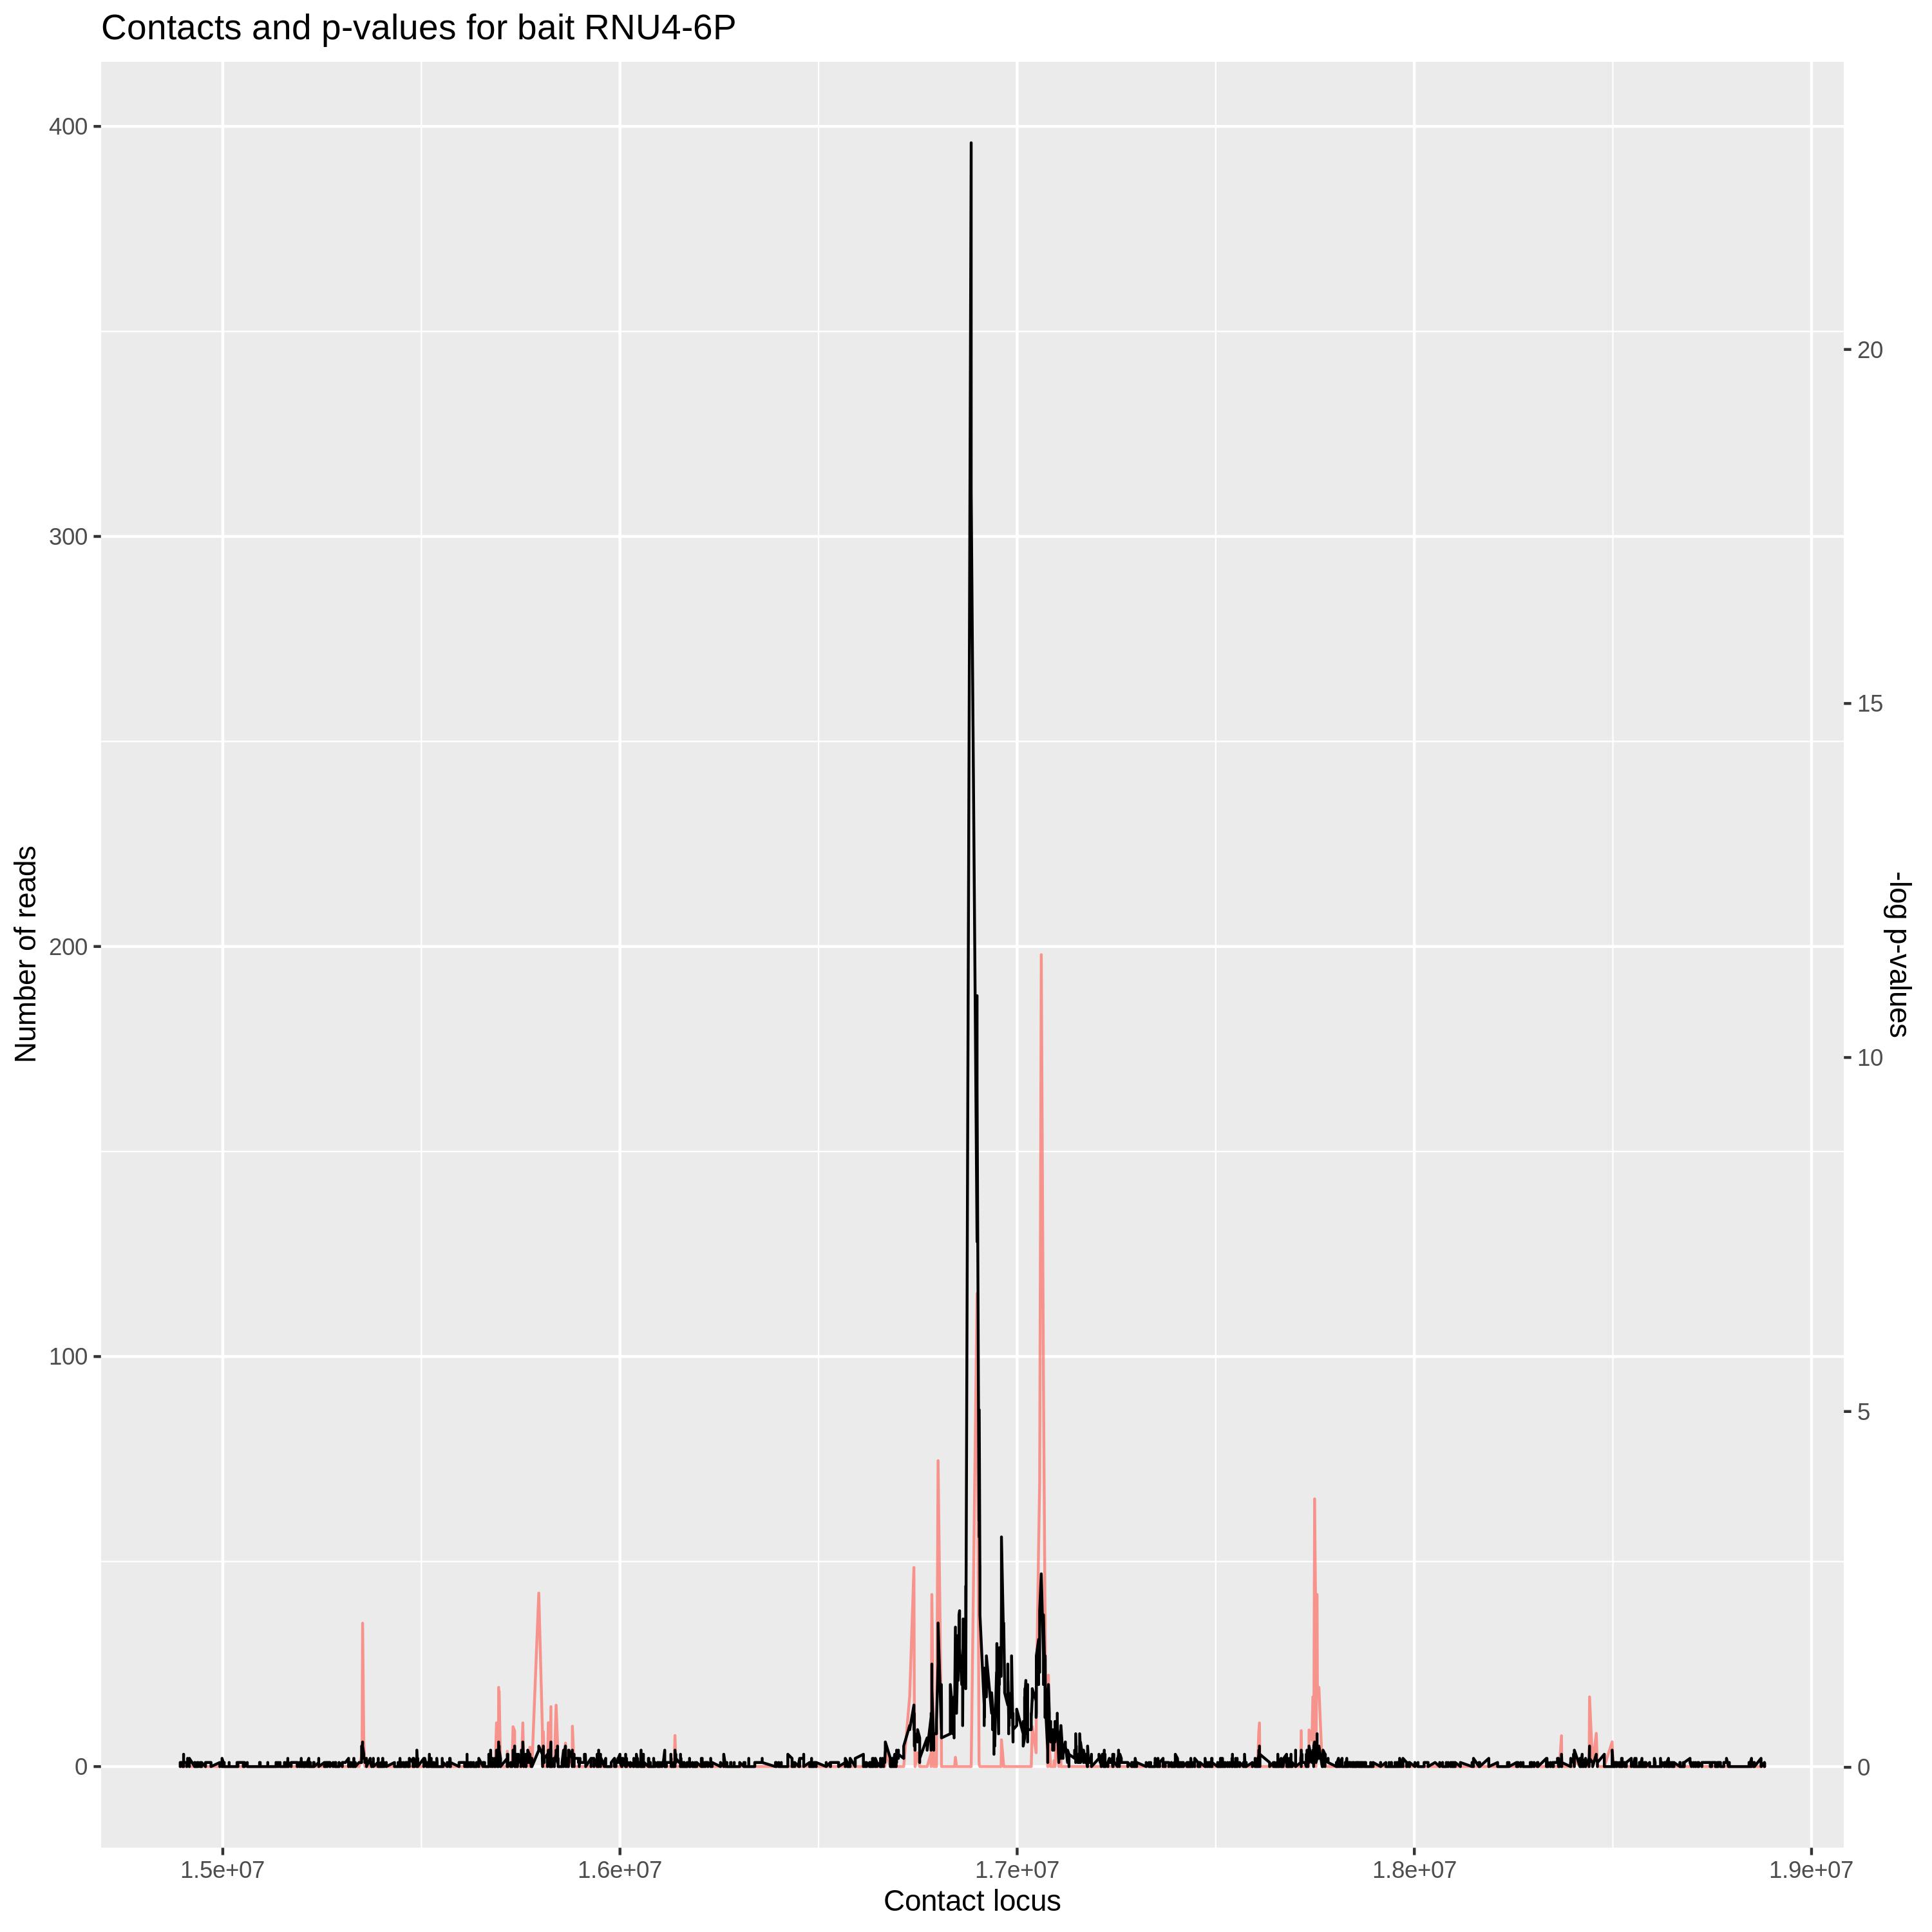 Contacts and p-values for bait RNU4-6P
400
300
200
100
0
Number of reads
20
15
10
5
0
-log p-values
1.5e+07
1.6e+07
1.7e+07
1.8e+07
1.9e+07
Contact locus